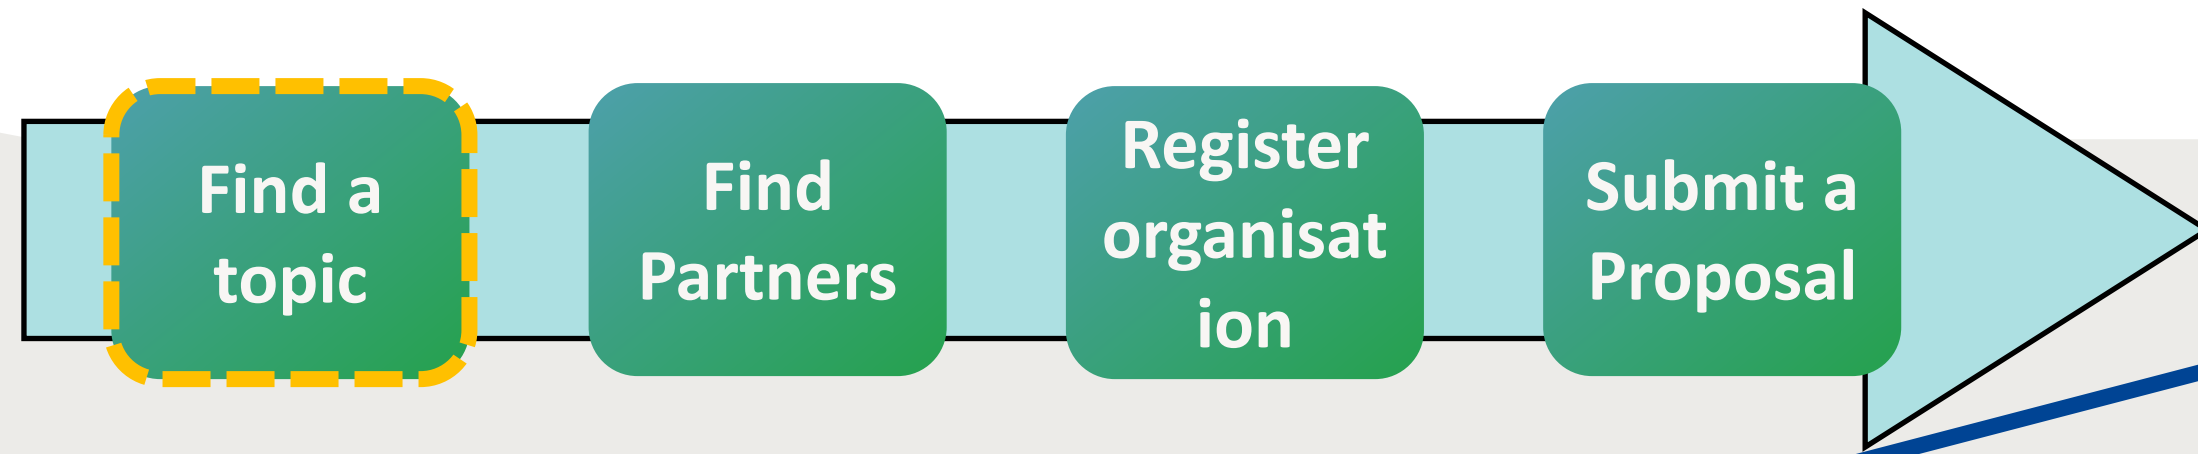 Find a
topic
Find
Partners
Register
organisat
ion
Submit a
Proposal